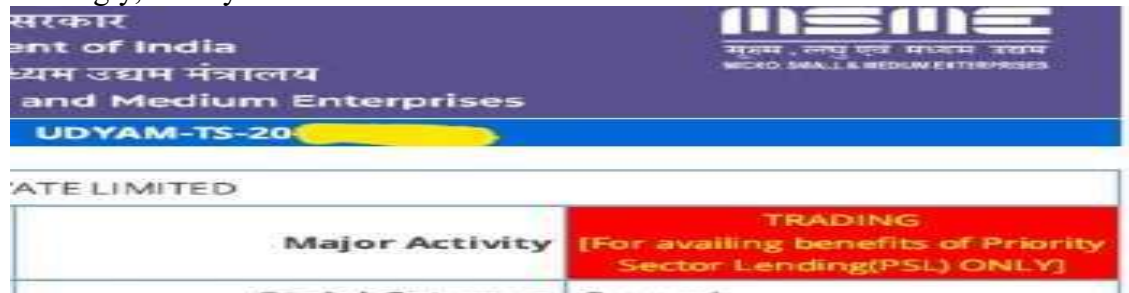 सरकार
ent of India
MSME
सूक्ष्म, लघु एवं मध्यम उद्यम
MICRO, SMALL & MEDIUM ENTERPRISES
ध्यम उद्यम मंत्रालय
and Medium Enterprises
UDYAM-TS-20
ATE LIMITED
Major Activity
TRADING
[For availing benefits of Priority
Sector Lending(PSL) ONLY]